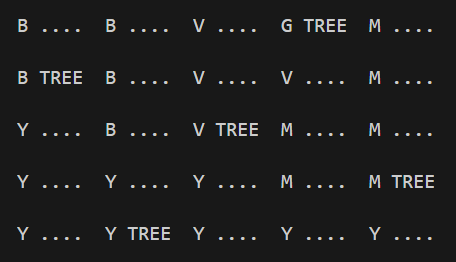 B .... B .... V .... G TREE M ....
B TREE B .... V .... V .... M ....
Y .... B .... V TREE M .... M ....
Y .... Y .... Y .... M .... M TREE
Y .... Y TREE Y .... Y .... Y ....